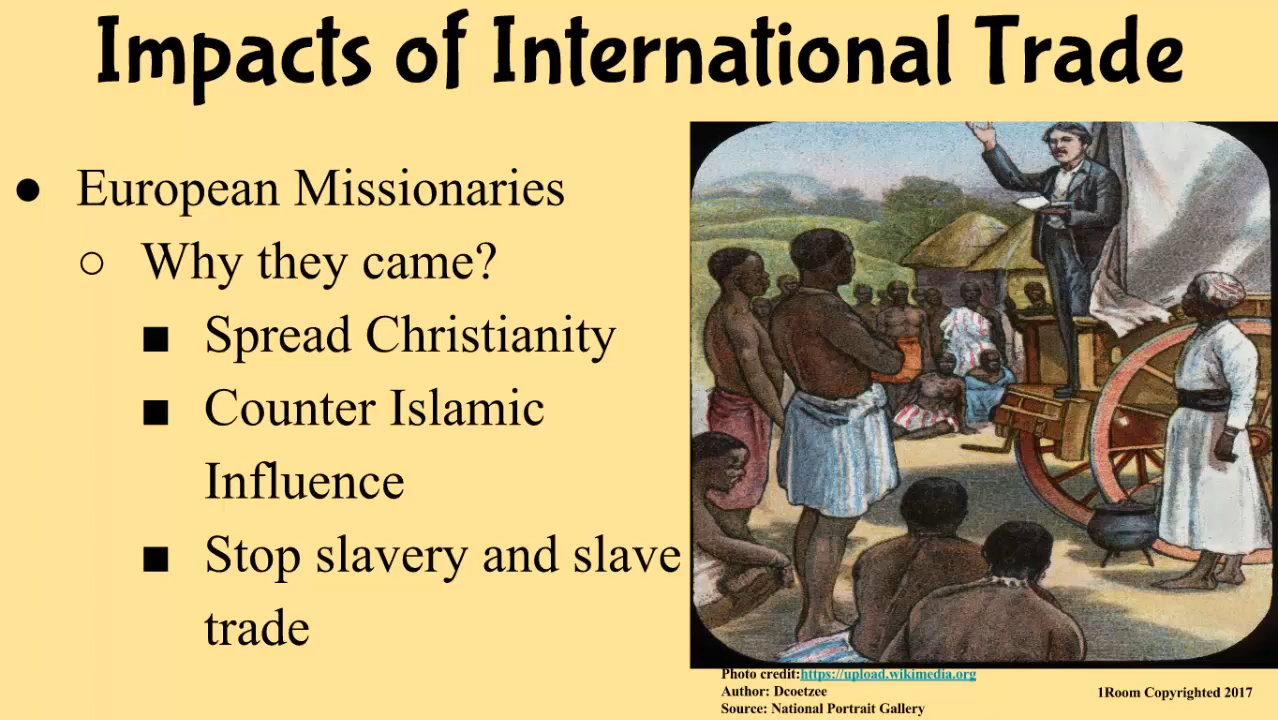 Impacts of International Trade
● European Missionaries
○ Why they came?
■ Spread Christianity
■ Counter Islamic
Influence
■ Stop slavery and slave
trade
Photo credit:https://upload.wikimedia.org
Author: Dcoetzee
Source: National Portrait Gallery
1Room Copyrighted 2017